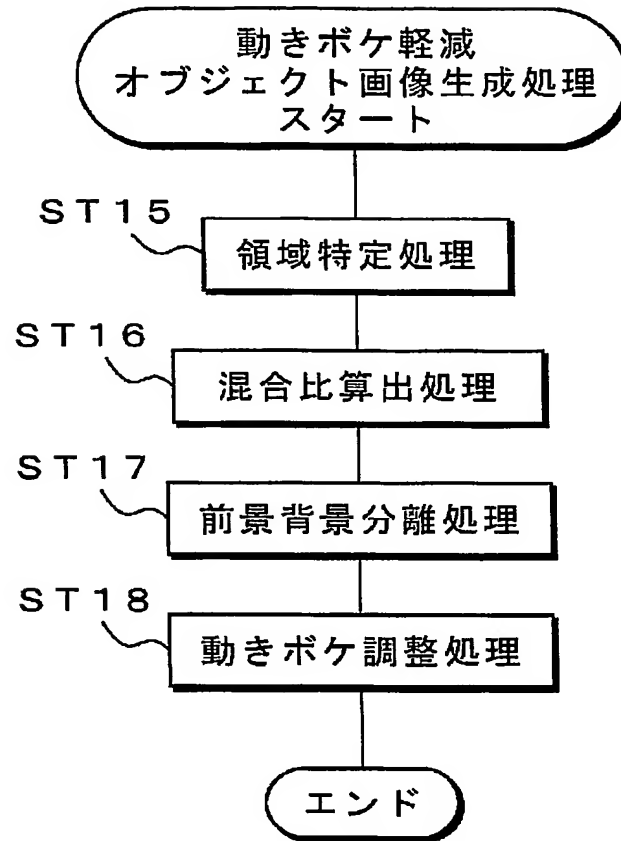 動きボケ軽減
オブジェクト画像生成処理
スタート
ST15
領域特定処理
ST16
混合比算出処理
ST17
前景背景分離処理
ST18
動きボケ調整処理
エンド